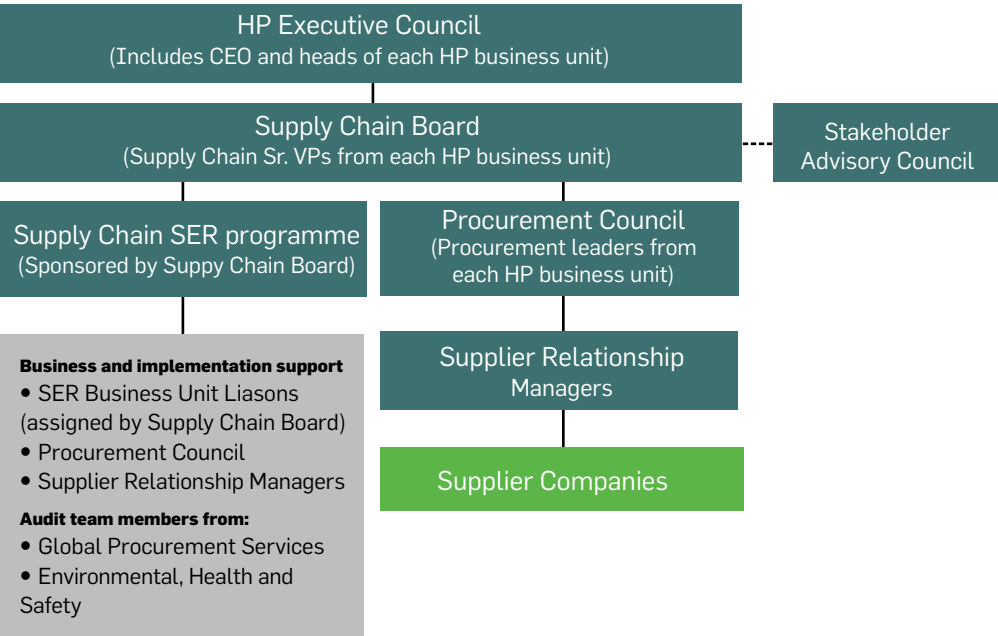 HP Executive Council
(Includes CEO and heads of each HP business unit)
Supply Chain Board
(Supply Chain Sr. VPs from each HP business unit)
Stakeholder
Advisory Council
Supply Chain SER programme
(Sponsored by Suppy Chain Board)
Procurement Council
(Procurement leaders from
each HP business unit)
Business and implementation support
• SER Business Unit Liasons
(assigned by Supply Chain Board)
• Procurement Council
• Supplier Relationship Managers
Audit team members from:
• Global Procurement Services
• Environmental, Health and
Safety
Supplier Relationship
Managers
Supplier Companies